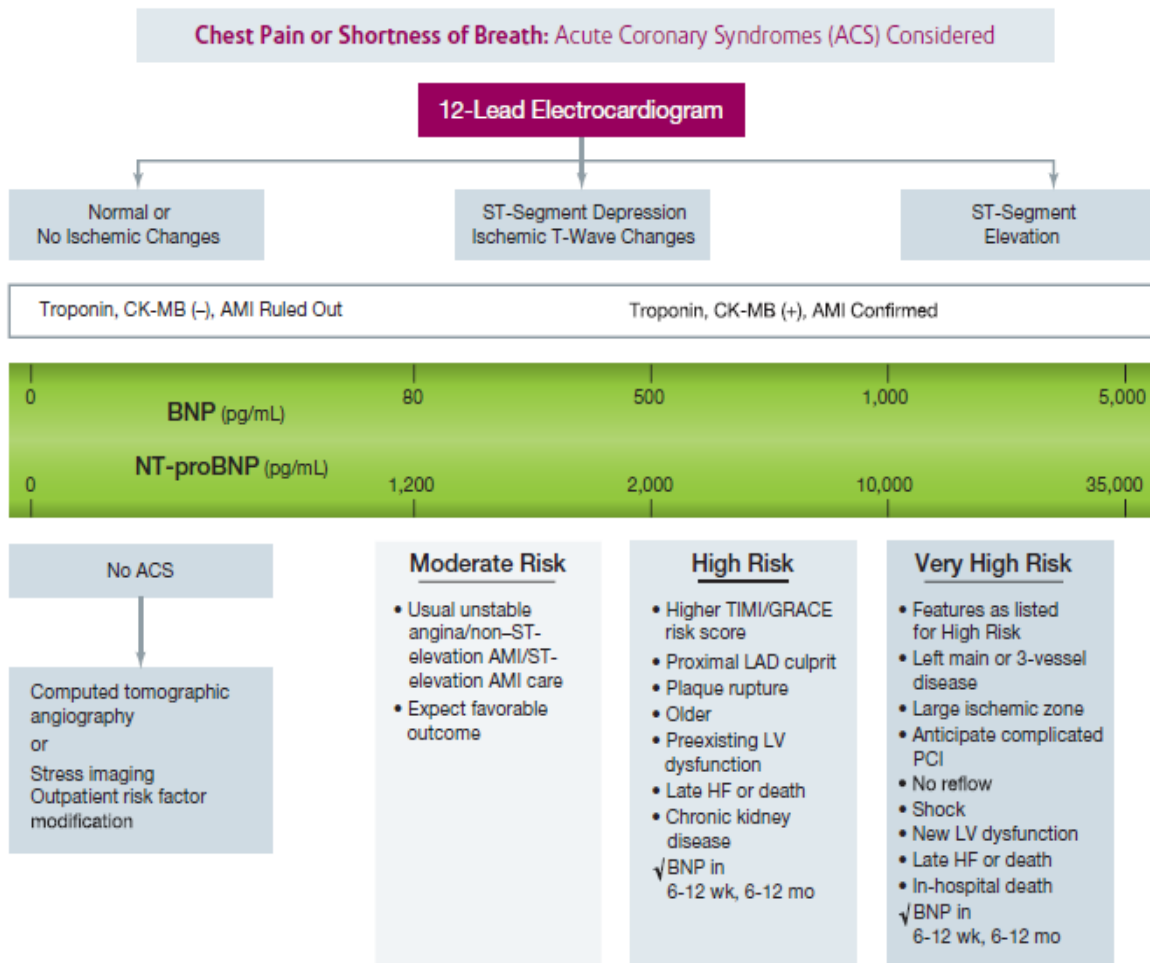 Chest Pain or Shortness of Breath: Acute Coronary Syndromes (ACS) Considered
12-Lead Electrocardiogram
Normal or
No Ischemic Changes
ST-Segment Depression
Ischemic T-Wave Changes
ST-Segment
Elevation
Troponin, CK-MB (–), AMI Ruled Out
Troponin, CK-MB (+), AMI Confirmed
0
80
500
1,000
5,000
BNP (pg/mL)
NT-proBNP (pg/mL)
0
1,200
2,000
10,000
35,000
No ACS
Computed tomographic
angiography
or
Stress imaging
Outpatient risk factor
modification
Moderate Risk
• Usual unstable
angina/non–ST-
elevation AMI/ST-
elevation AMI care
• Expect favorable
outcome
High Risk
• Higher TIMI/GRACE
risk score
• Proximal LAD culprit
• Plaque rupture
• Older
• Preexisting LV
dysfunction
• Late HF or death
• Chronic kidney
disease
√ BNP in
6-12 wk, 6-12 mo
Very High Risk
• Features as listed
for High Risk
• Left main or 3-vessel
disease
• Large ischemic zone
• Anticipate complicated
PCI
• No reflow
• Shock
• New LV dysfunction
• Late HF or death
• In-hospital death
√ BNP in
6-12 wk, 6-12 mo